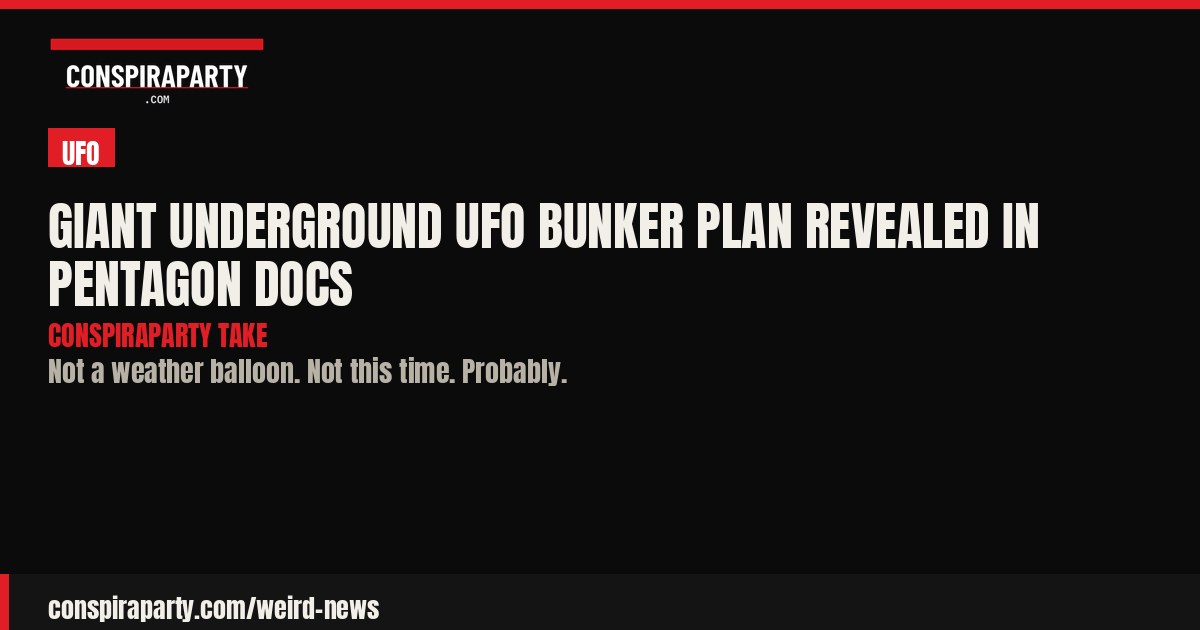 CONSPIRAPARTY
.COM
UFO
GIANT UNDERGROUND UFO BUNKER PLAN REVEALED IN
PENTAGON DOCS
CONSPIRAPARTY TAKE
Not a weather balloon. Not this time. Probably.
conspiraparty.com/weird-news